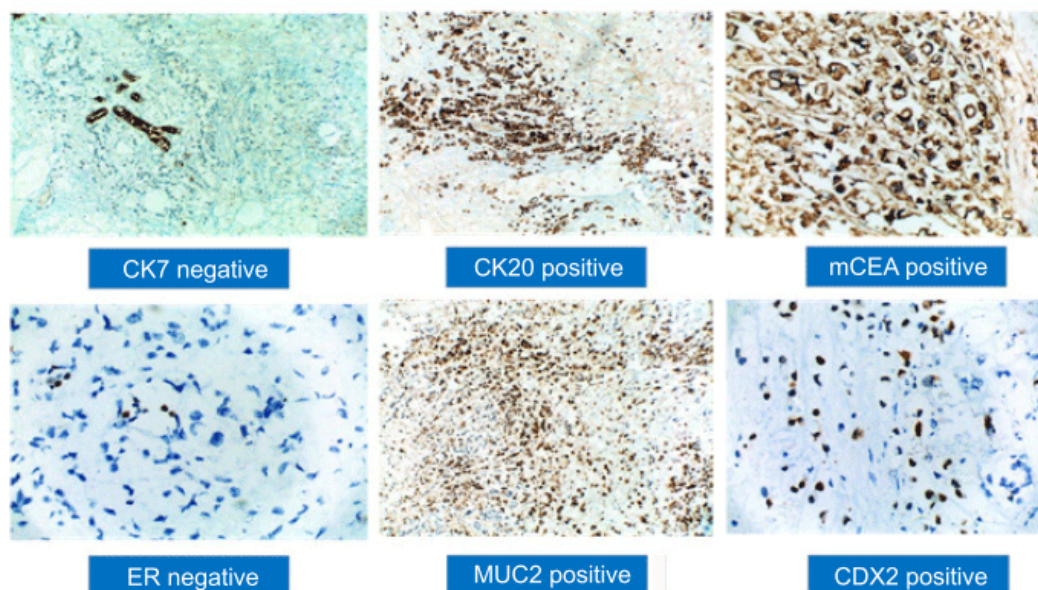 CK7 negative
CK20 positive
mCEA positive
ER negative
MUC2 positive
CDX2 positive